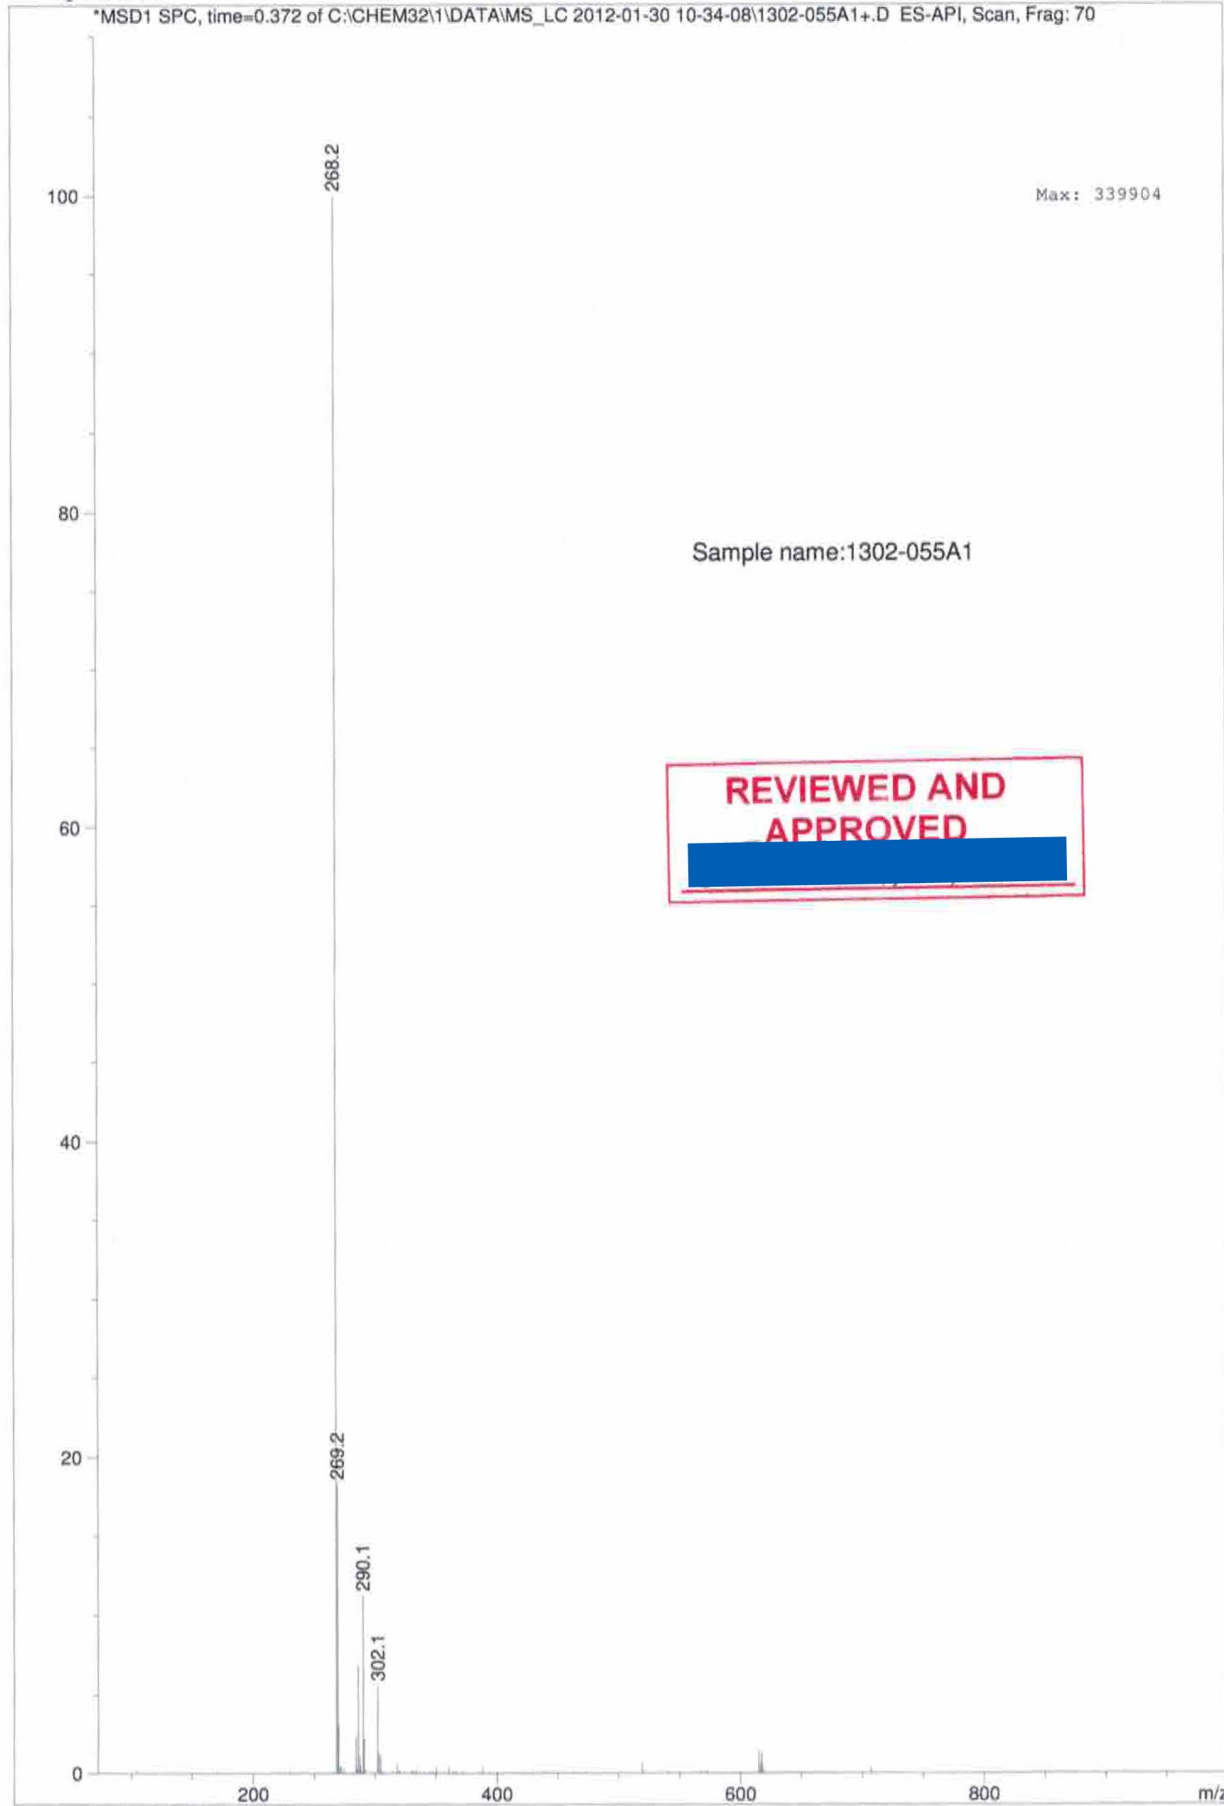 *MSD1 SPC, time=0.372 of C:\CHEM32\1\DATA\MS_LC 2012-01-30 10-34-08\1302-055A1+.D ES-API, Scan, Frag: 70
268.2
100
Max: 339904
80
Sample name:1302-055A1
REVIEWED AND
APPROVED
60
40
269.2
20
290.1
302.1
0
200
400
600
800
m/z